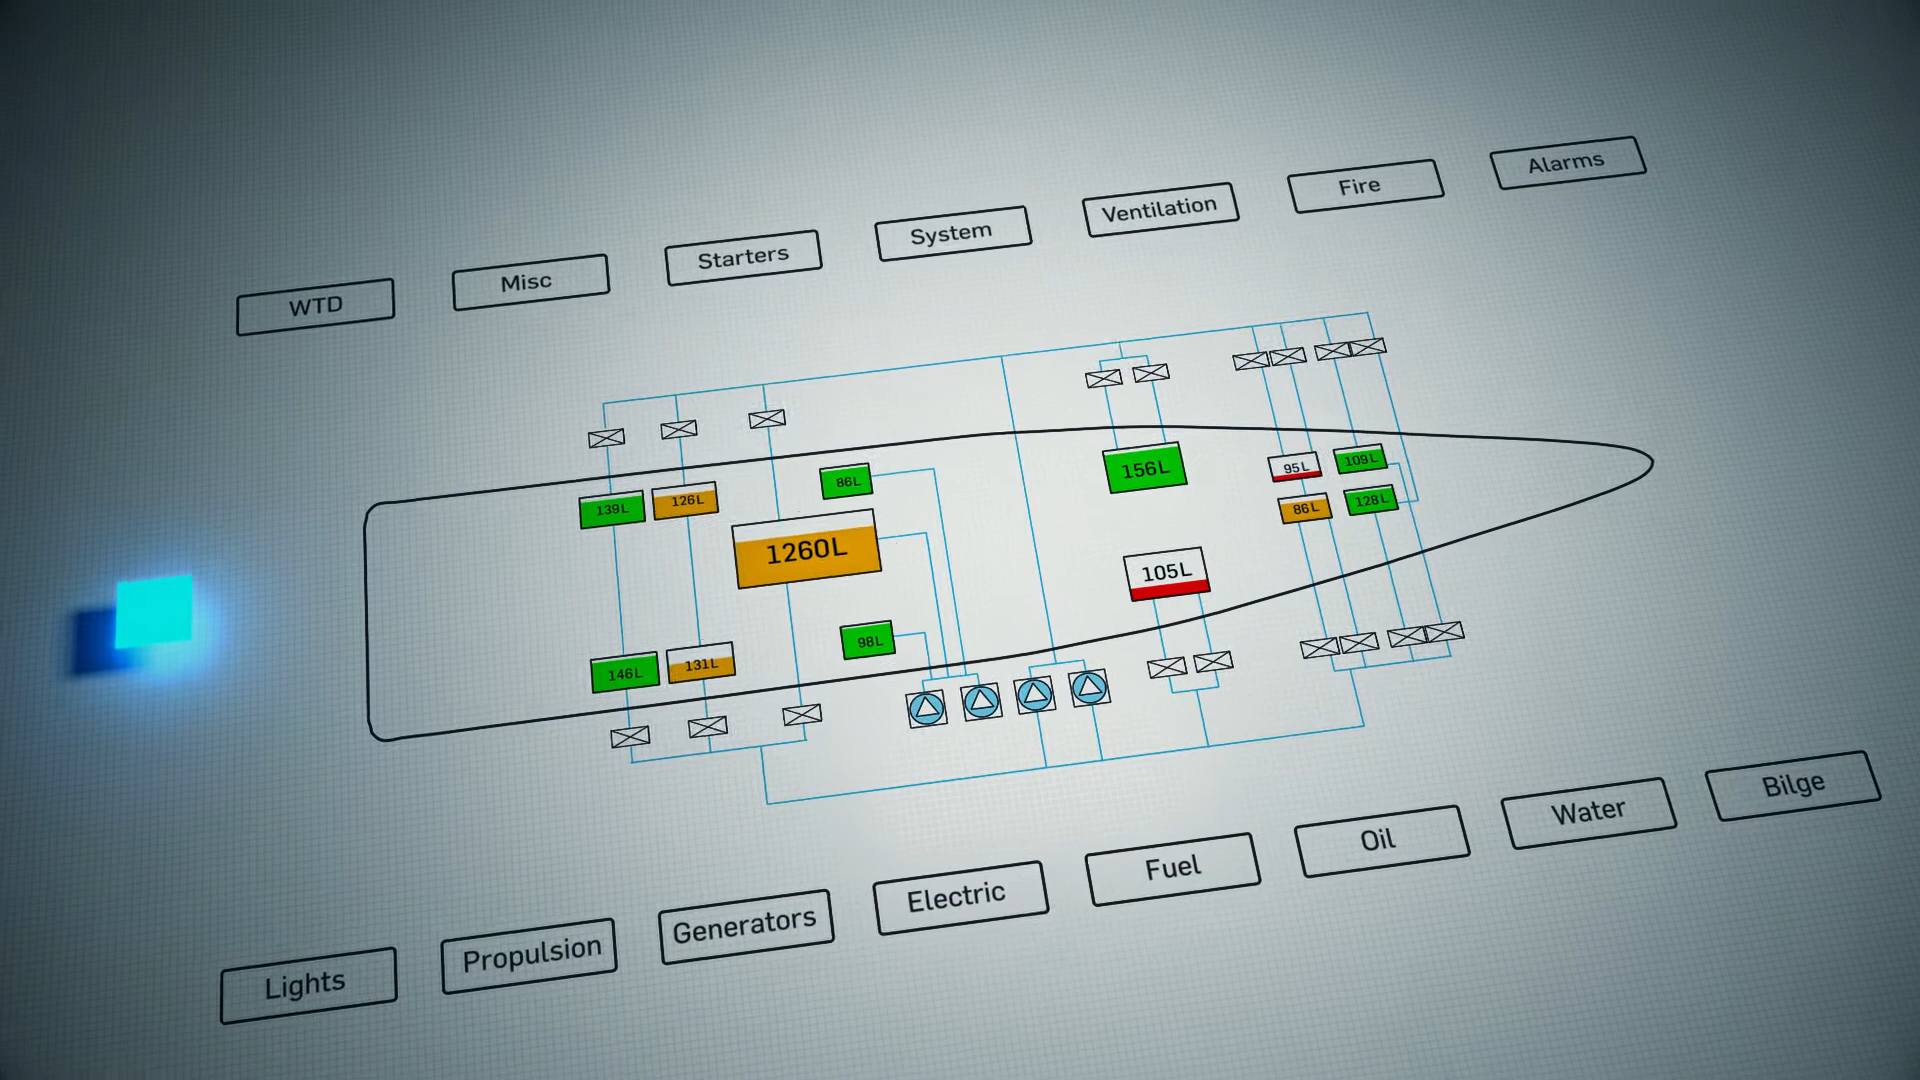 WTD
Misc
Starters
System
Ventilation
Fire
Alarms
139L
126L
86L
1260L
156L
95L
109L
86L
128L
105L
98L
146L
131L
Lights
Propulsion
Generators
Electric
Fuel
Oil
Water
Bilge